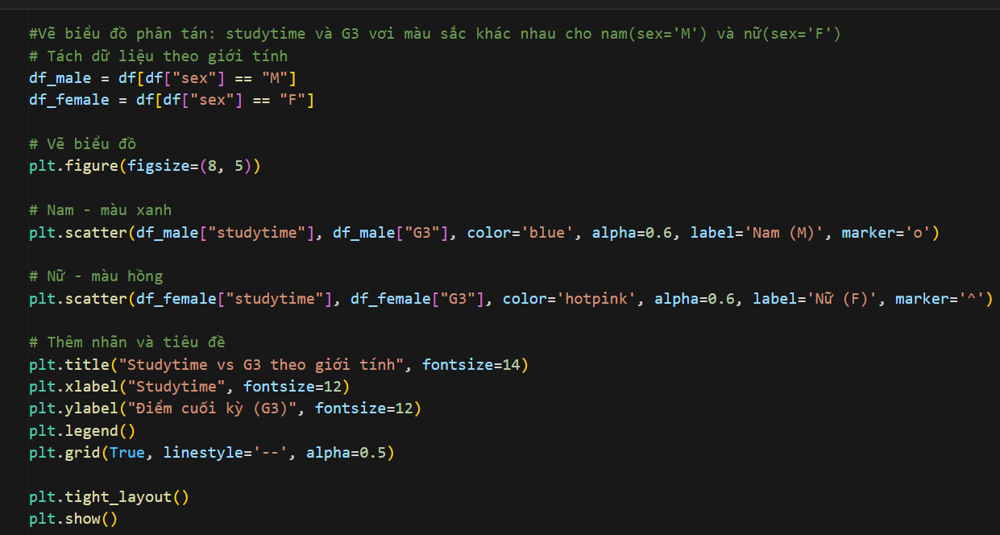 #Vẽ biểu đồ phân tán: studytime và G3 vơi màu sắc khác nhau cho nam(sex='M') và nữ(sex='F')
# Tách dữ liệu theo giới tính
df_male = df[df["sex"] == "M"]
df_female = df[df["sex"] == "F"]
# Vẽ biểu đồ
plt.figure(figsize=(8, 5))
# Nam - màu xanh
plt.scatter(df_male["studytime"], df_male["G3"], color='blue', alpha=0.6, label='Nam (M)', marker='o')
# Nữ - màu hồng
plt.scatter(df_female["studytime"], df_female["G3"], color='hotpink', alpha=0.6, label='Nữ (F)', marker='^')
# Thêm nhãn và tiêu đề
plt.title("Studytime vs G3 theo giới tính", fontsize=14)
plt.xlabel("Studytime", fontsize=12)
plt.ylabel("Điểm cuối kỳ (G3)", fontsize=12)
plt.legend()
plt.grid(True, linestyle='--', alpha=0.5)
plt.tight_layout()
plt.show()